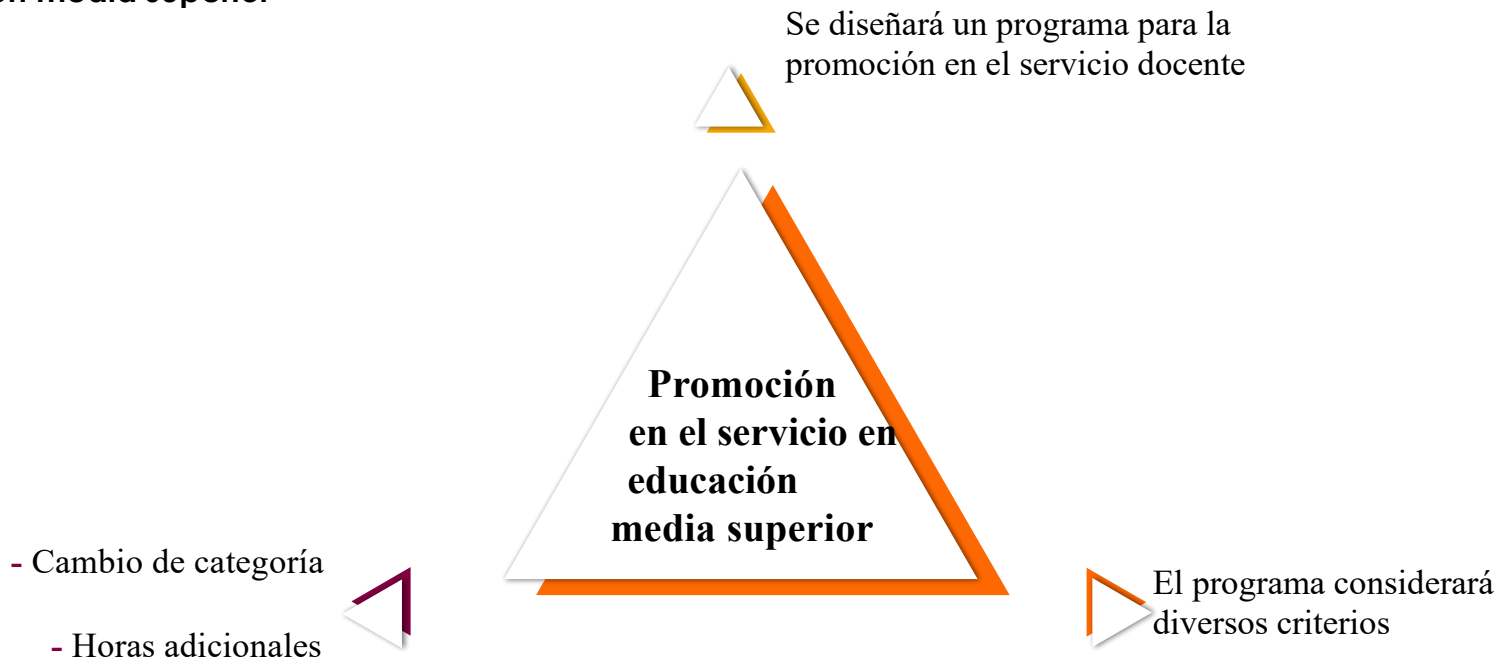 Se diseñará un programa para la
promoción en el servicio docente
Promoción
en el servicio en
educación
media superior
- Cambio de categoría
- Horas adicionales
El programa considerará
diversos criterios